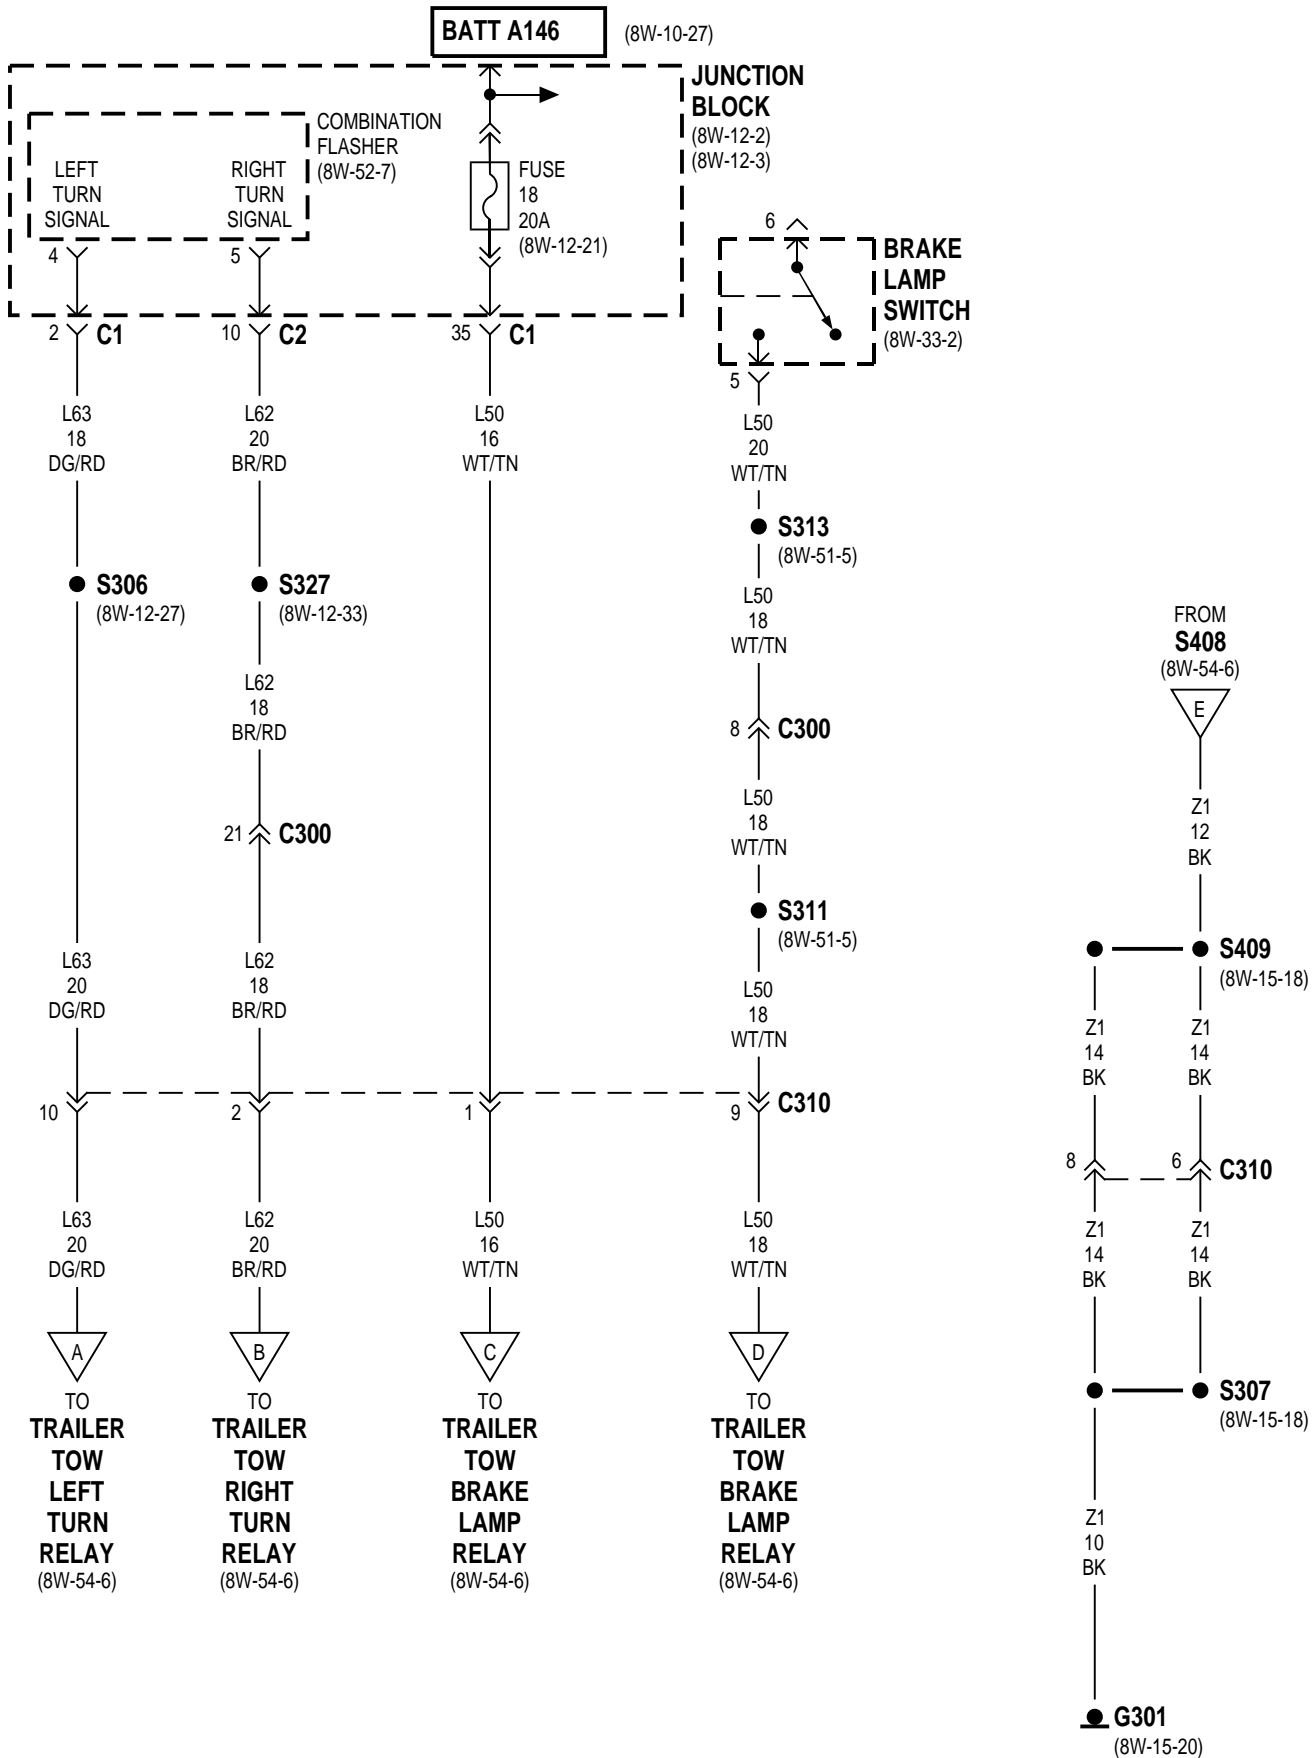 BATT A146
(8W-10-27)
JUNCTION
BLOCK
(8W-12-2)
(8W-12-3)
COMBINATION
FLASHER
(8W-52-7)
LEFT
TURN
SIGNAL
RIGHT
TURN
SIGNAL
FUSE
18
20A
(8W-12-21)
4
5
6
BRAKE
LAMP
SWITCH
(8W-33-2)
2
C1
10
C2
35
C1
5
L63
18
DG/RD
L62
20
BR/RD
L50
16
WT/TN
L50
20
WT/TN
S313
(8W-51-5)
S306
(8W-12-27)
S327
(8W-12-33)
L50
18
WT/TN
L62
18
BR/RD
8
C300
21
C300
L50
18
WT/TN
S311
(8W-51-5)
L63
20
DG/RD
L62
18
BR/RD
L50
18
WT/TN
10
2
1
9
C310
L63
20
DG/RD
L62
20
BR/RD
L50
16
WT/TN
L50
18
WT/TN
A
TO
TRAILER
TOW
LEFT
TURN
RELAY
(8W-54-6)
B
TO
TRAILER
TOW
RIGHT
TURN
RELAY
(8W-54-6)
C
TO
TRAILER
TOW
BRAKE
LAMP
RELAY
(8W-54-6)
D
TO
TRAILER
TOW
BRAKE
LAMP
RELAY
(8W-54-6)
FROM
S408
(8W-54-6)
E
Z1
12
BK
S409
(8W-15-18)
Z1
14
BK
Z1
14
BK
8
6
C310
Z1
14
BK
Z1
14
BK
S307
(8W-15-18)
Z1
10
BK
G301
(8W-15-20)